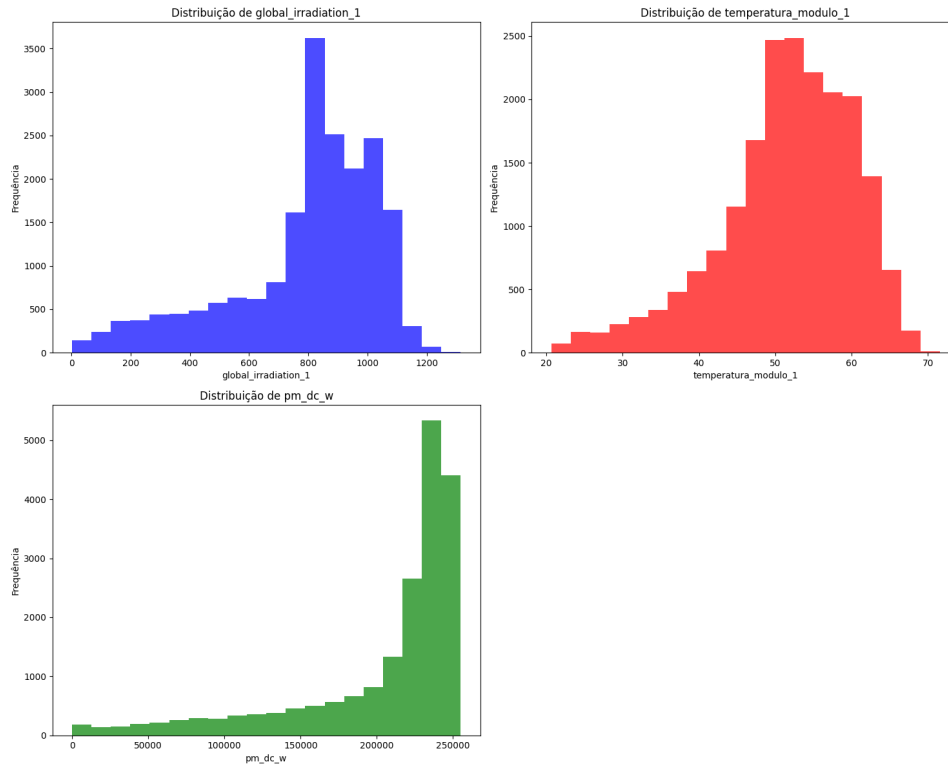 Distribuição de global_irradiation_1
Frequência
3500
3000
2500
2000
1500
1000
500
0
0 200 400 600 800 1000 1200
global_irradiation_1
Distribuição de temperatura_modulo_1
Frequência
2500
2000
1500
1000
500
0
20 30 40 50 60 70
temperatura_modulo_1
Distribuição de pm_dc_w
Frequência
5000
4000
3000
2000
1000
0
0 50000 100000 150000 200000 250000
pm_dc_w